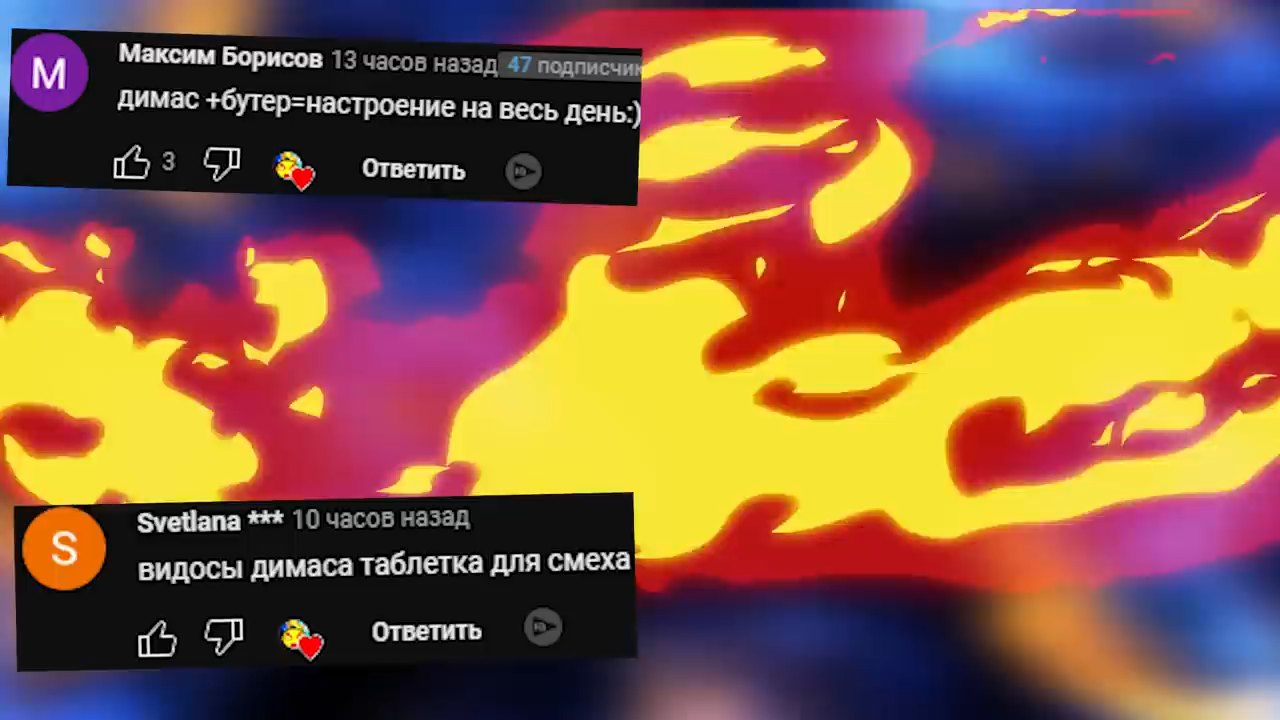 M
Максим Борисов 13 часов назад 47 подписчик
димас +бутер=настроение на весь день:)
3
Ответить
S
Svetlana *** 10 часов назад
видосы димаса таблетка для смеха
Ответить